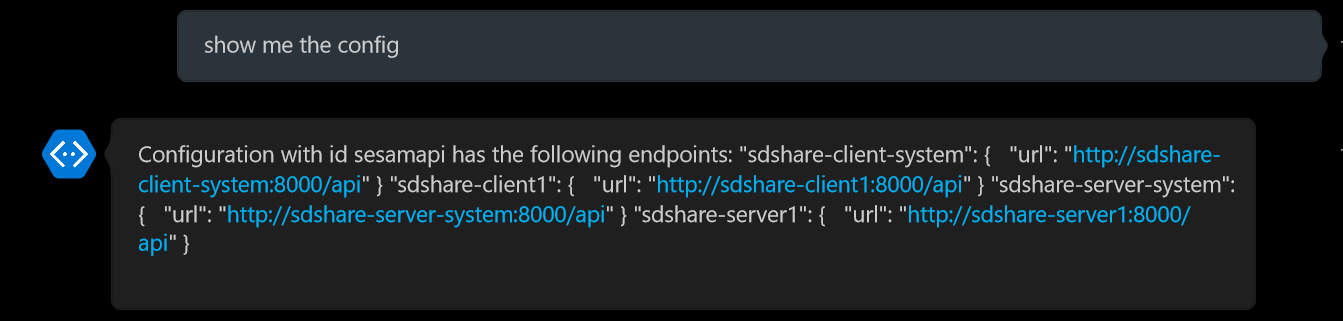 show me the config
Configuration with id sesamapi has the following endpoints: "sdshare-client-system": {   "url": "http://sdshare-
client-system:8000/api" } "sdshare-client1": {   "url": "http://sdshare-client1:8000/api" } "sdshare-server-system":
{   "url": "http://sdshare-server-system:8000/api" } "sdshare-server1": {   "url": "http://sdshare-server1:8000/
api" }